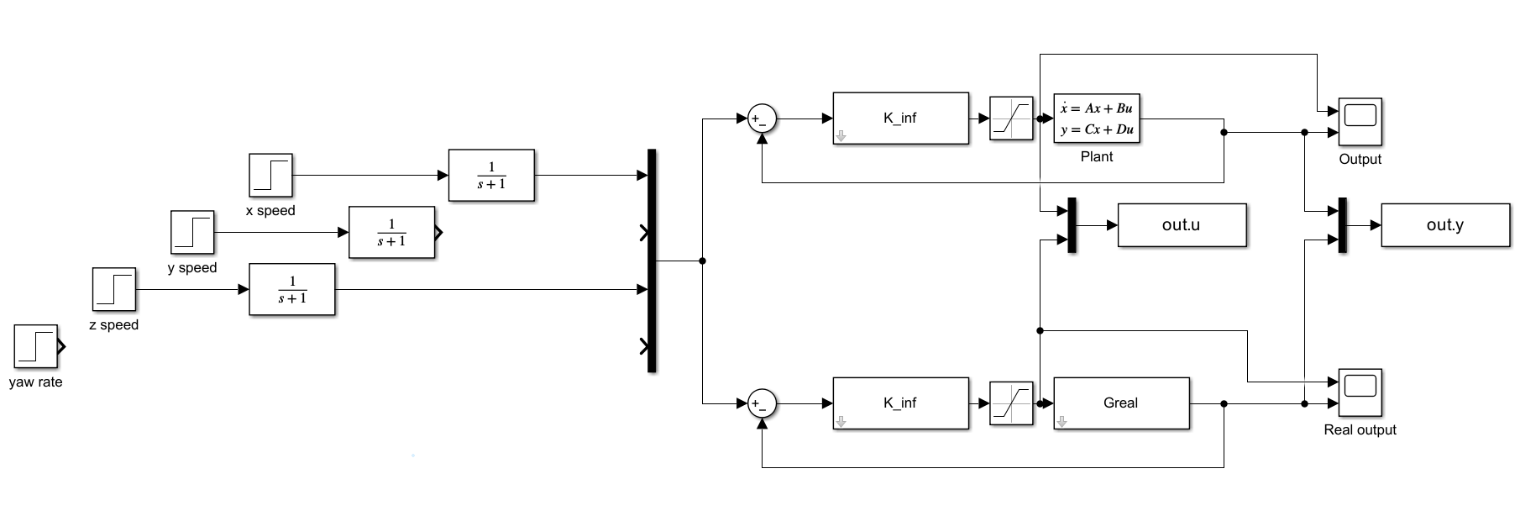 K_inf
ẋ = Ax + Bu
y = Cx + Du
Plant
Output
1
s + 1
x speed
1
s + 1
y speed
1
s + 1
z speed
yaw rate
out.u
out.y
K_inf
Greal
Real output